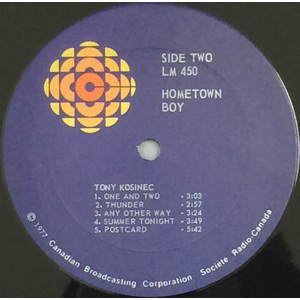 SIDE TWO
LM 450
HOMETOWN
BOY
TONY KOSINEC
1. ONE AND TWO - 3:03
2. THUNDER - 2:57
3. ANY OTHER WAY - 3:24
4. SUMMER TONIGHT - 3:49
5. POSTCARD - 5:42
© 1977 Canadian Broadcasting Corporation Société Radio-Canada